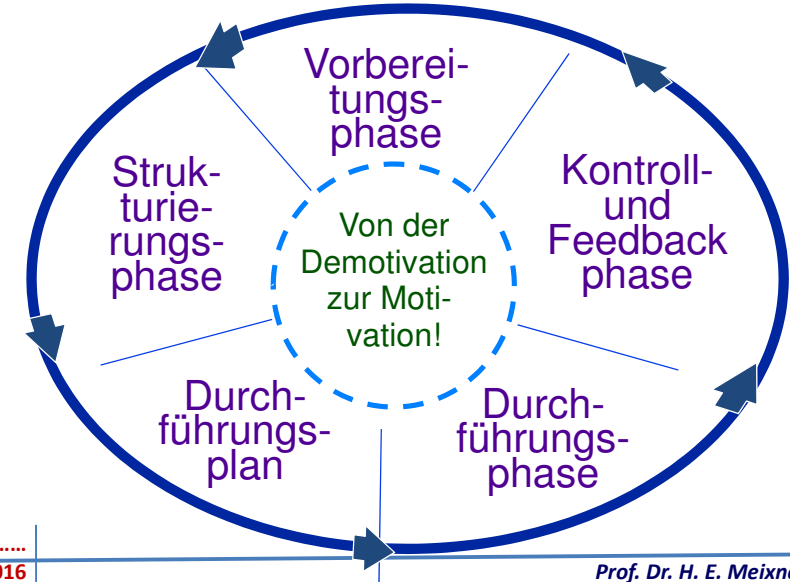 Vorberei-
tungs-
phase
Struk-
turie-
rungs-
phase
Kontroll-
und
Feedback
phase
Von der
Demotivation
zur Moti-
vation!
Durch-
führungs-
plan
Durch-
führungs-
phase
.....
016
Prof. Dr. H. E. Meixne